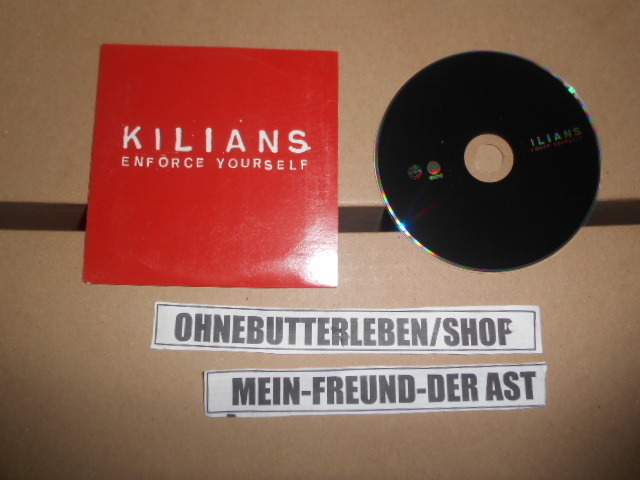 KILIANS
ENFORCE YOURSELF
ILIANS
OHNEBUTTERLEBEN/SHOP
MEIN-FREUND-DER AST